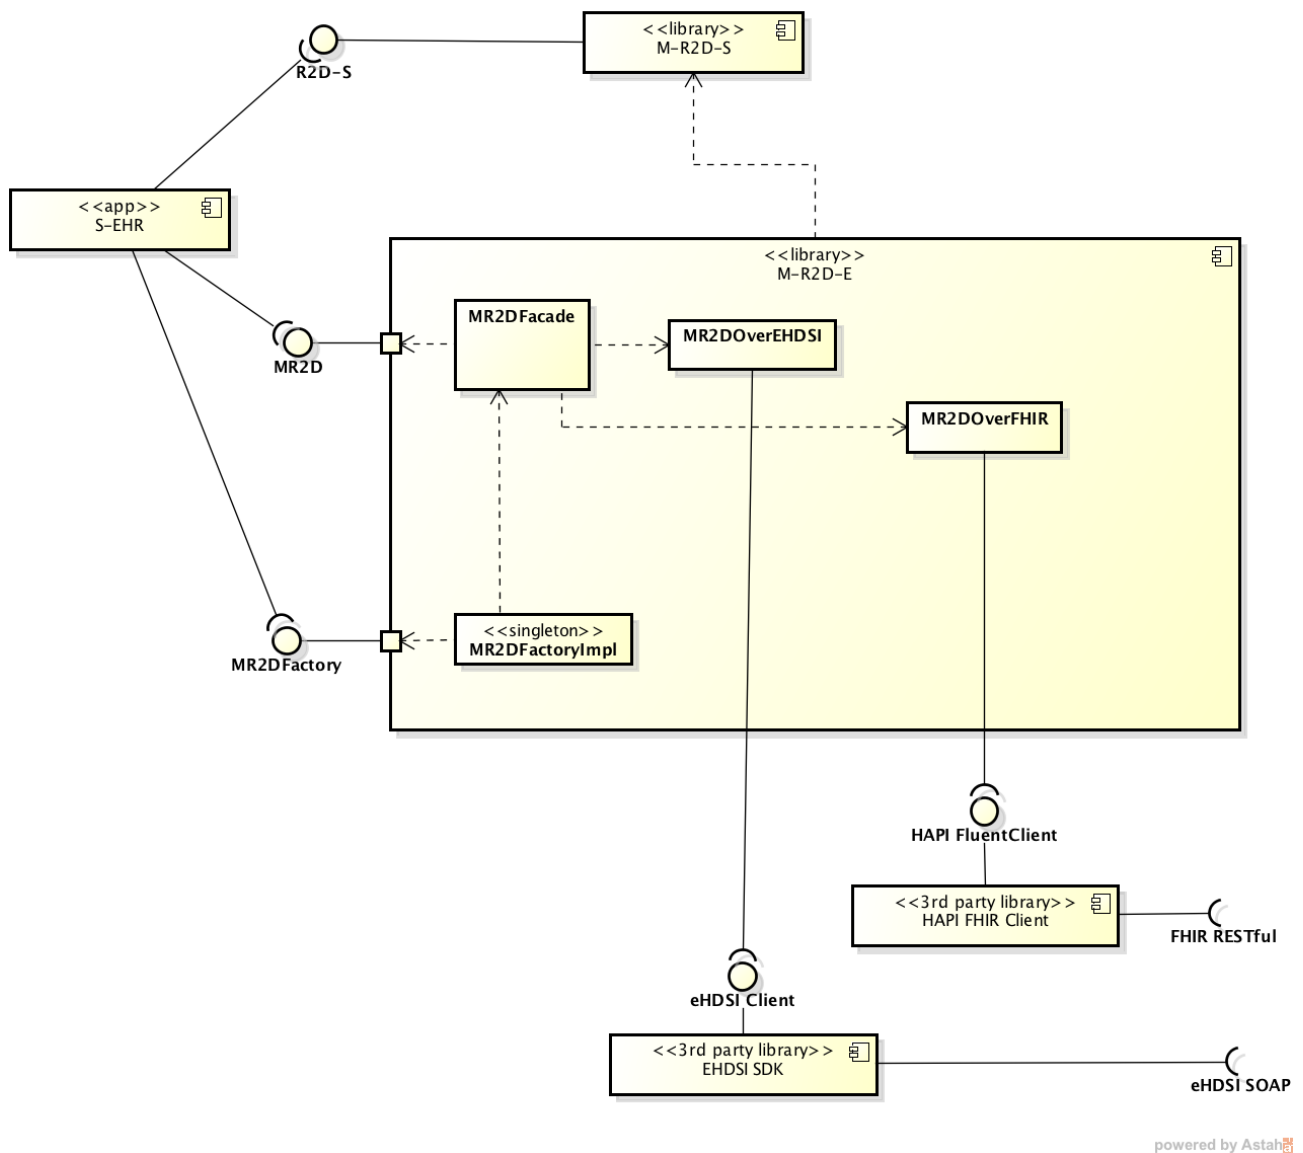 <<library>>
M-R2D-S
R2D-S
<<app>>
S-EHR
<<library>>
M-R2D-E
MR2DFacade
MR2DOverEHDSI
MR2D
MR2DOverFHIR
<<singleton>>
MR2DFactoryImpl
MR2DFactory
HAPI FluentClient
<<3rd party library>>
HAPI FHIR Client
FHIR RESTful
eHDSI Client
<<3rd party library>>
EHDSI SDK
eHDSI SOAP
powered by Astah